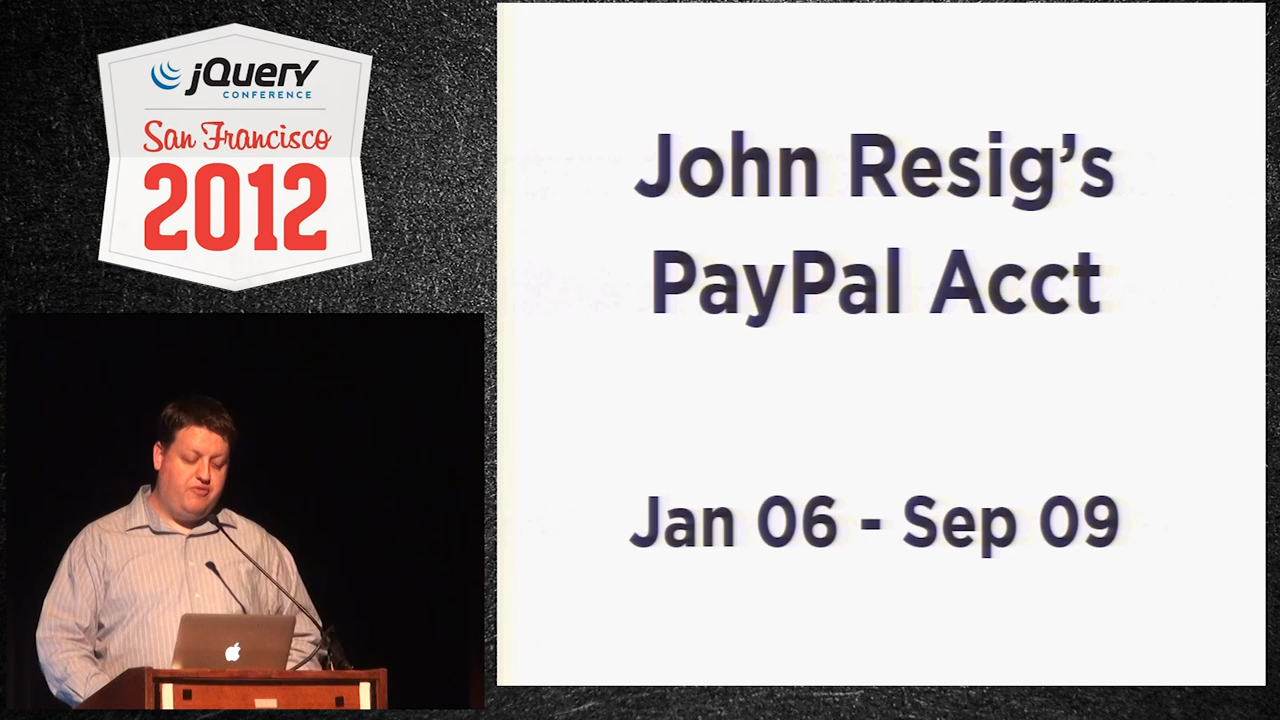 jQuery
CONFERENCE
San Francisco
2012
John Resig’s
PayPal Acct
Jan 06 - Sep 09